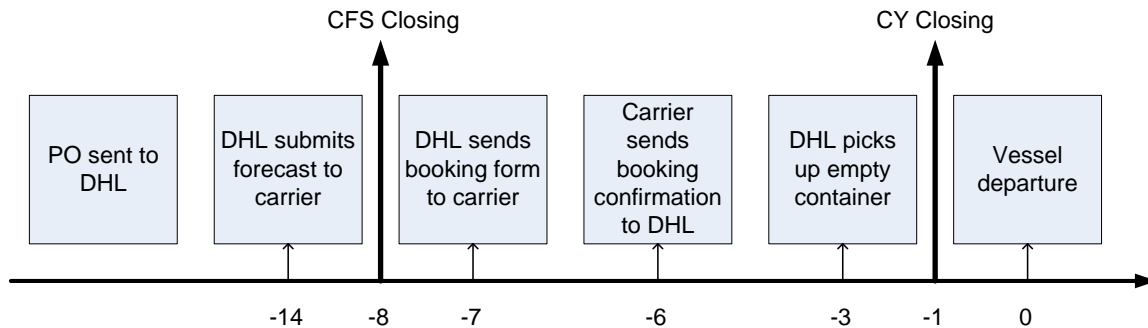 CFS Closing
CY Closing
PO sent to
DHL
DHL submits
forecast to
carrier
DHL sends
booking form
to carrier
Carrier
sends
booking
confirmation
to DHL
DHL picks
up empty
container
Vessel
departure
-14
-8
-7
-6
-3
-1
0